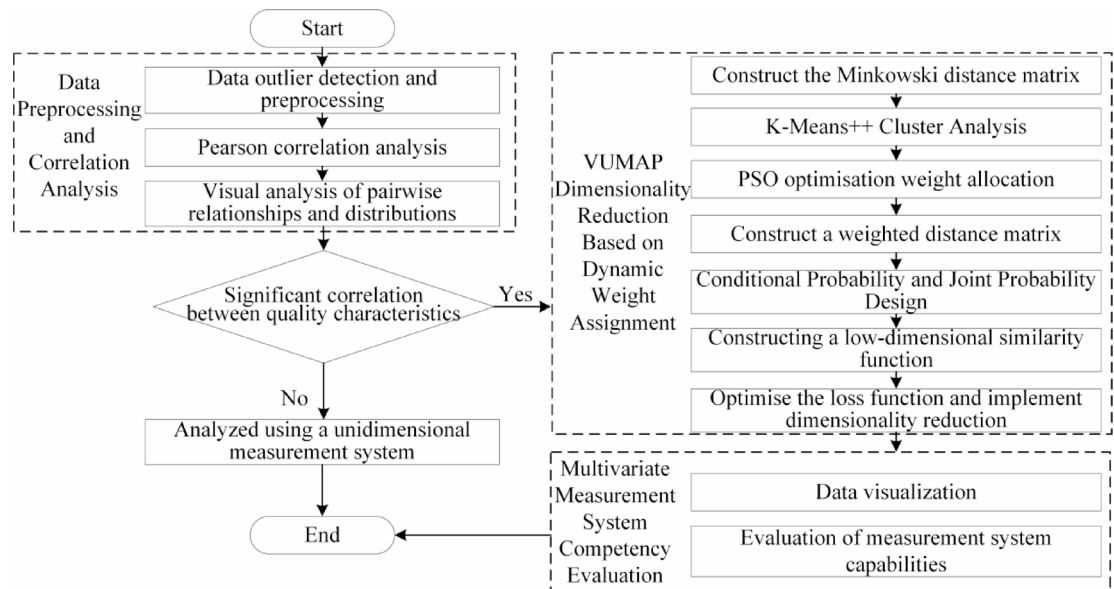 Start
Data
Preprocessing
and
Correlation
Analysis
Data outlier detection and
preprocessing
Pearson correlation analysis
Visual analysis of pairwise
relationships and distributions
Significant correlation
between quality characteristics
Yes
No
Analyzed using a unidimensional
measurement system
End
VUMAP
Dimensionality
Reduction
Based on
Dynamic
Weight
Assignment
Construct the Minkowski distance matrix
K-Means++ Cluster Analysis
PSO optimisation weight allocation
Construct a weighted distance matrix
Conditional Probability and Joint Probability
Design
Constructing a low-dimensional similarity
function
Optimise the loss function and implement
dimensionality reduction
Multivariate
Measurement
System
Competency
Evaluation
Data visualization
Evaluation of measurement system
capabilities